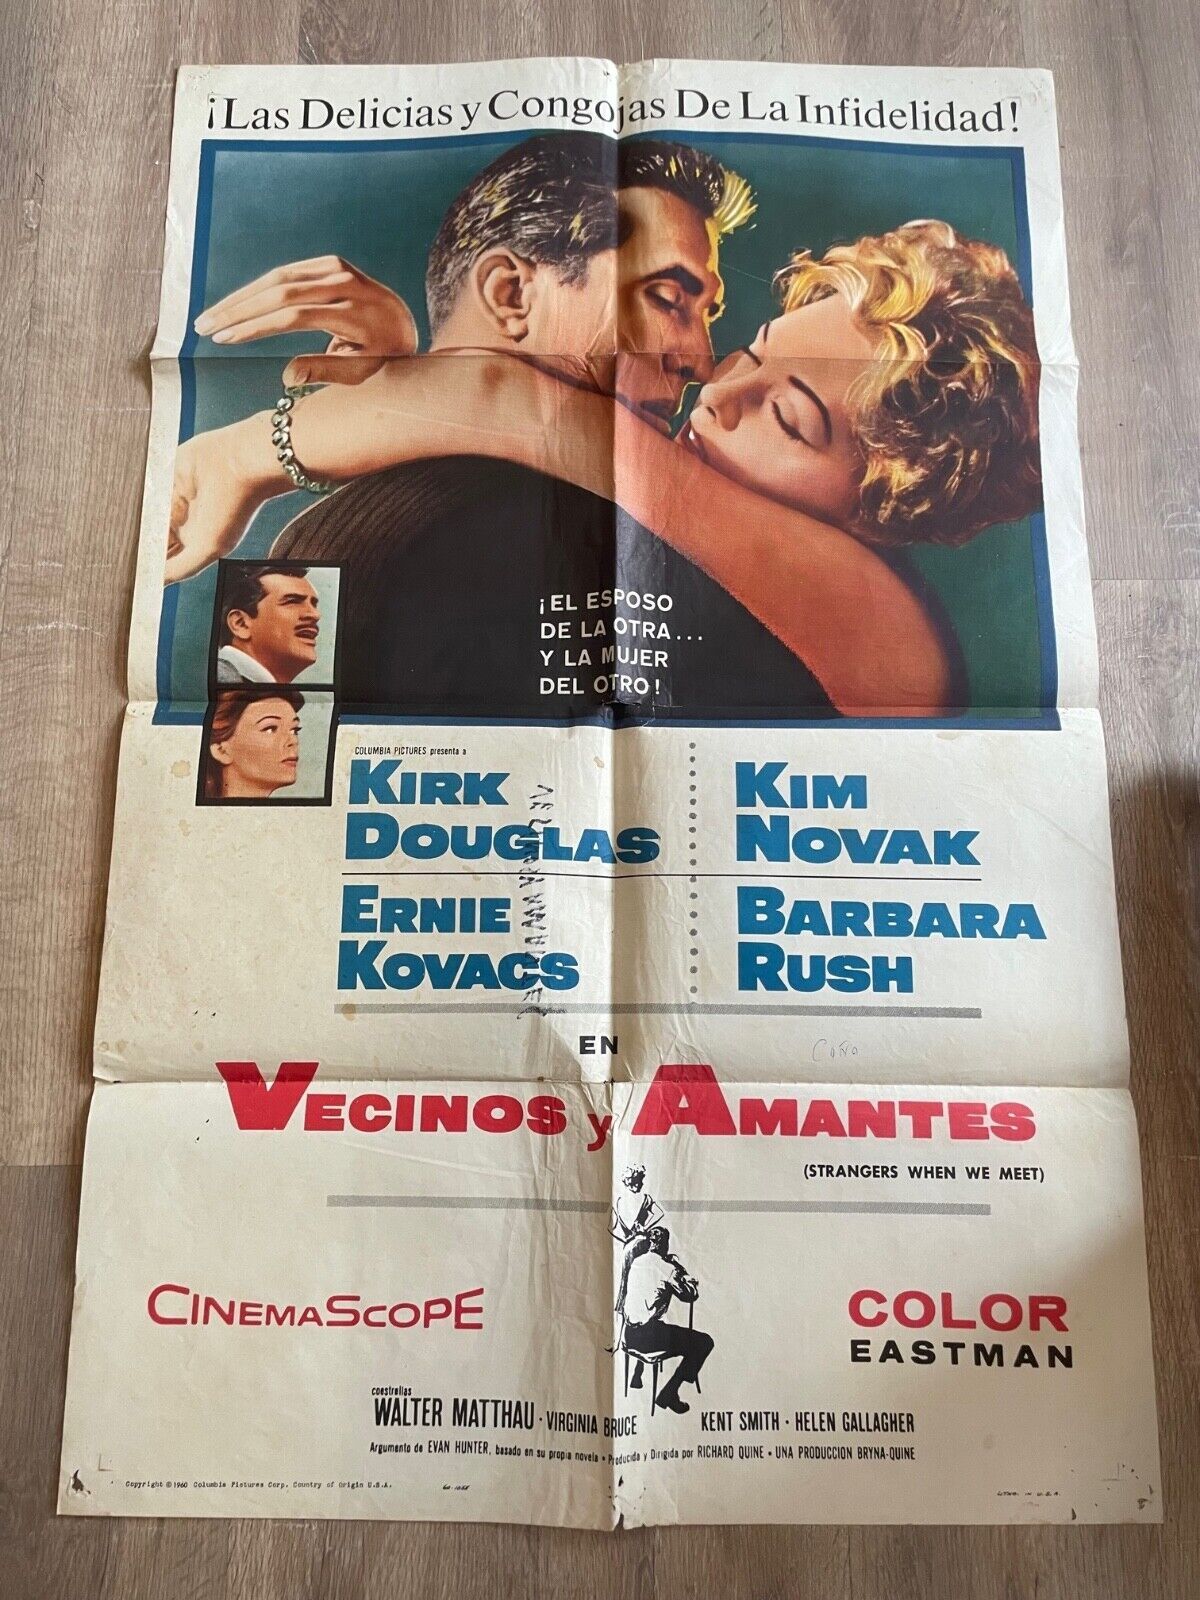 ¡Las Delicias y Congojas De La Infidelidad!
¡EL ESPOSO
DE LA OTRA...
Y LA MUJER
DEL OTRO!
COLUMBIA PICTURES presenta a
KIRK
DOUGLAS
KIM
NOVAK
ERNIE
KOVACS
BARBARA
RUSH
EN
VECINOS y AMANTES
(STRANGERS WHEN WE MEET)
CINEMASCOPE
COLOR
EASTMAN
coestrellas
WALTER MATTHAU · VIRGINIA BRUCE KENT SMITH · HELEN GALLAGHER
Argumento de EVAN HUNTER, basado en su propia novela • Producida y Dirigida por RICHARD QUINE • UNA PRODUCCION BRYNA-QUINE
Copyright © 1960 Columbia Pictures Corp. Country of Origin U.S.A.
LITHO. IN U.S.A.